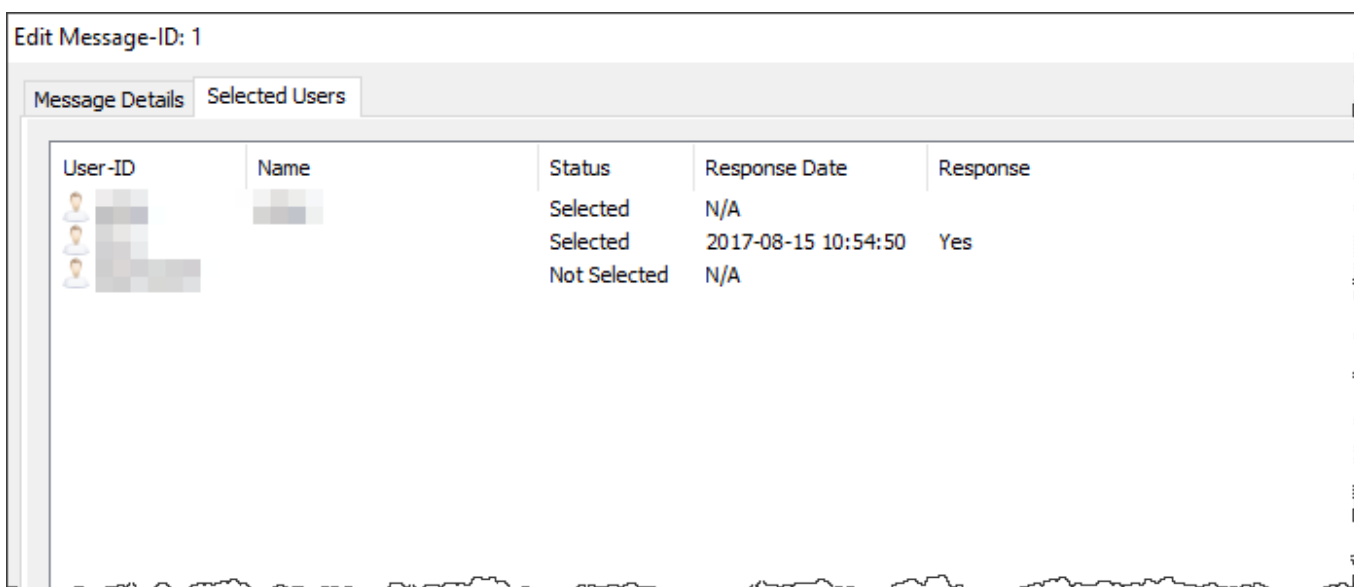 Edit Message-ID: 1
Message Details Selected Users
User-ID Name Status Response Date Response
Selected N/A
Selected 2017-08-15 10:54:50 Yes
Not Selected N/A